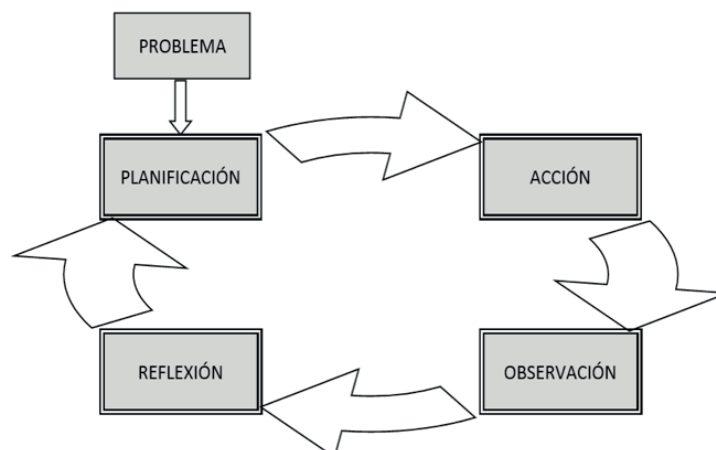 PROBLEMA
PLANIFICACIÓN
ACCIÓN
REFLEXIÓN
OBSERVACIÓN